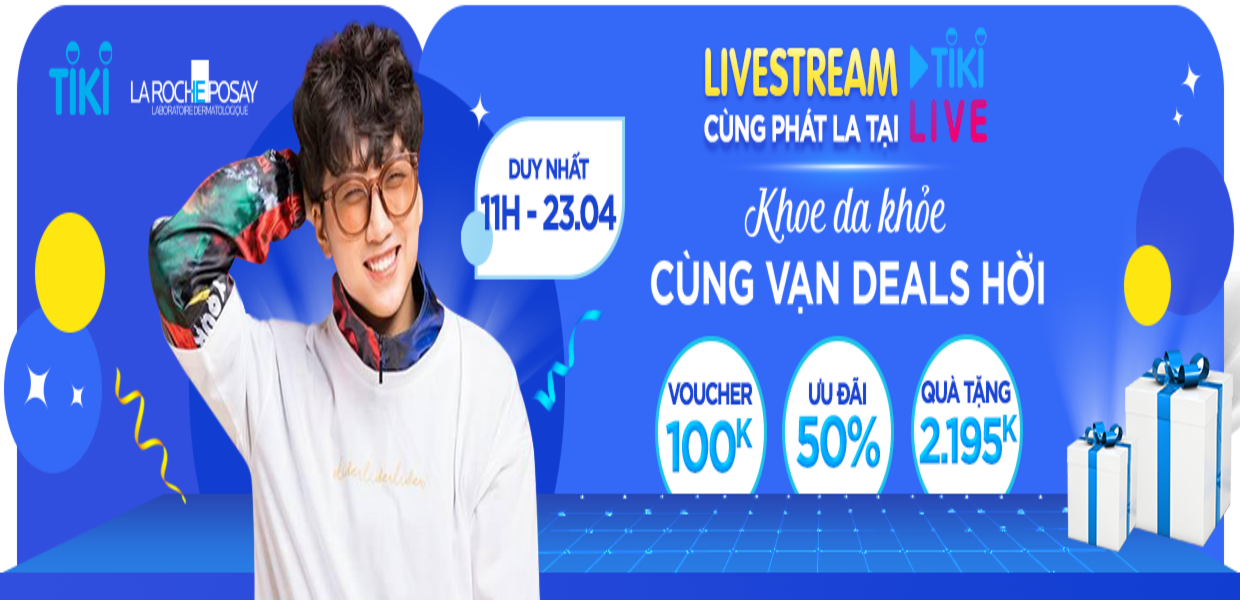 TIKI
LA ROCHE POSAY
LABORATOIRE DERMATOLOGIQUE
DUY NHẤT
11H - 23.04
LIVESTREAM
CÙNG PHÁT LA TẠI
TIKI
LIVE
Khoe da khỏe
CÙNG VẠN DEALS HỜI
VOUCHER
100K
ƯU ĐÃI
50%
QUÀ TẶNG
2.195K